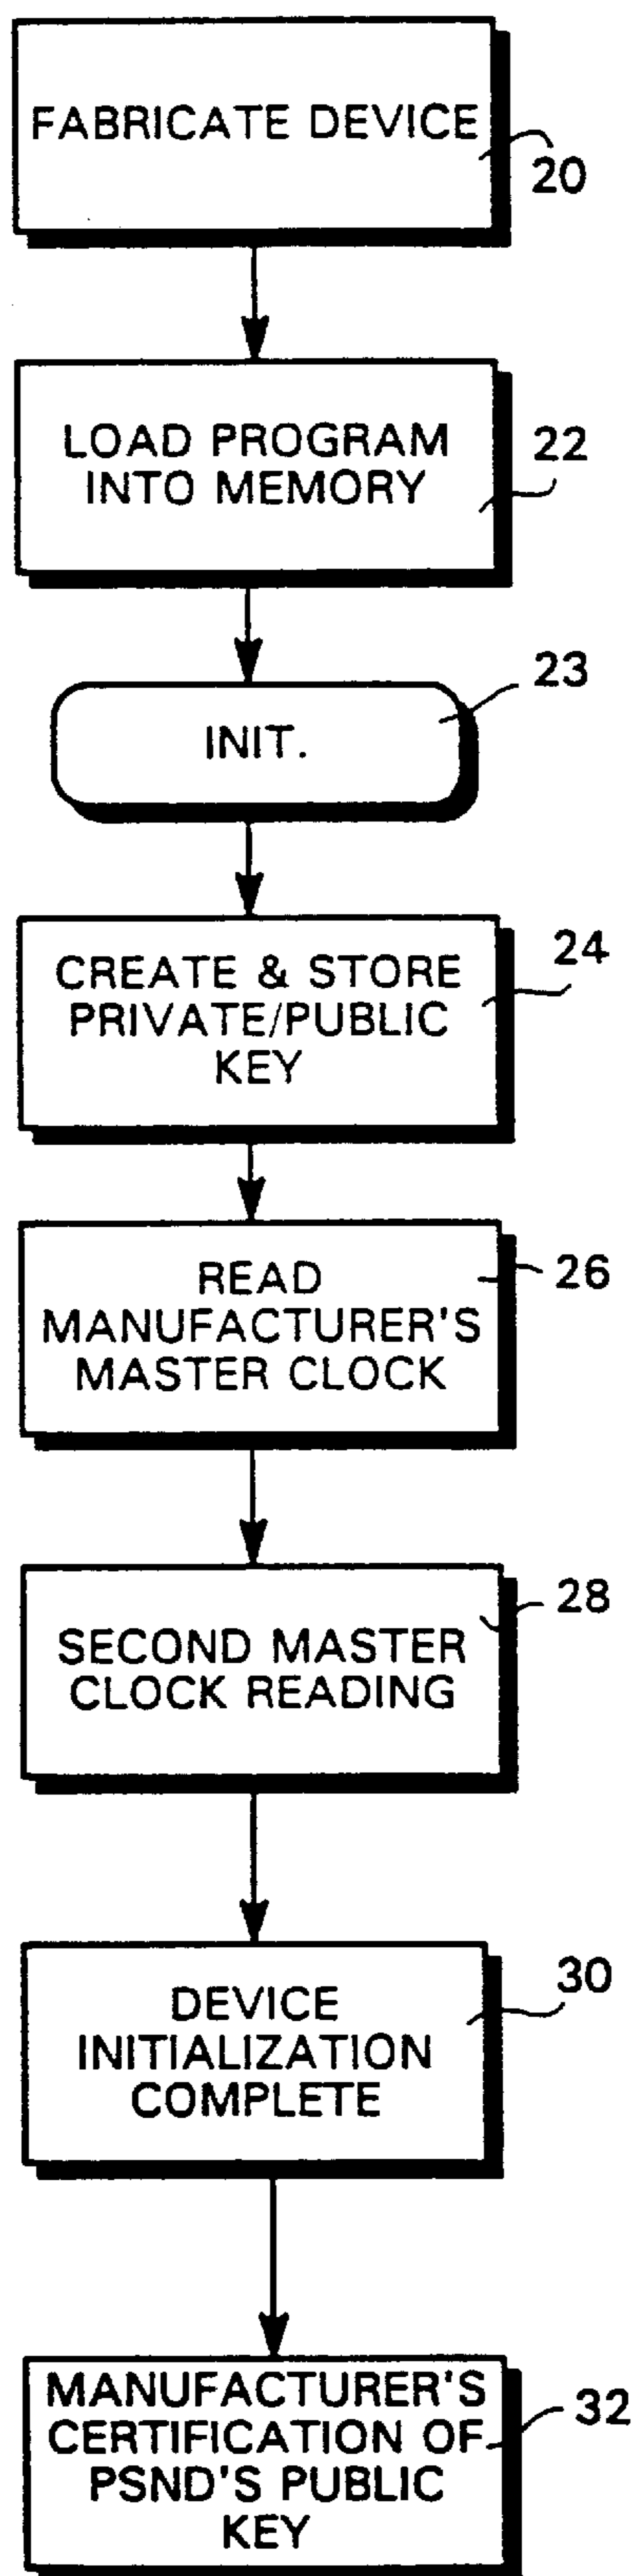 FABRICATE DEVICE
20
LOAD PROGRAM
INTO MEMORY
22
INIT.
23
CREATE & STORE
PRIVATE/PUBLIC
KEY
24
READ
MANUFACTURER'S
MASTER CLOCK
26
SECOND MASTER
CLOCK READING
28
DEVICE
INITIALIZATION
COMPLETE
30
MANUFACTURER'S
CERTIFICATION OF
PSND'S PUBLIC
KEY
32